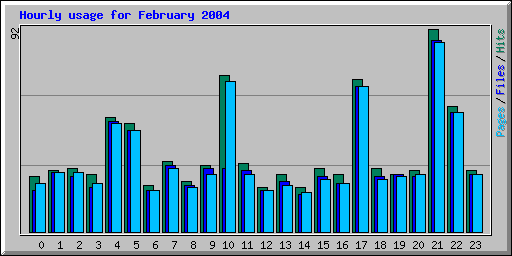 Hourly usage for February 2004
92
Pages/Files/Hits
0 1 2 3 4 5 6 7 8 9 10 11 12 13 14 15 16 17 18 19 20 21 22 23